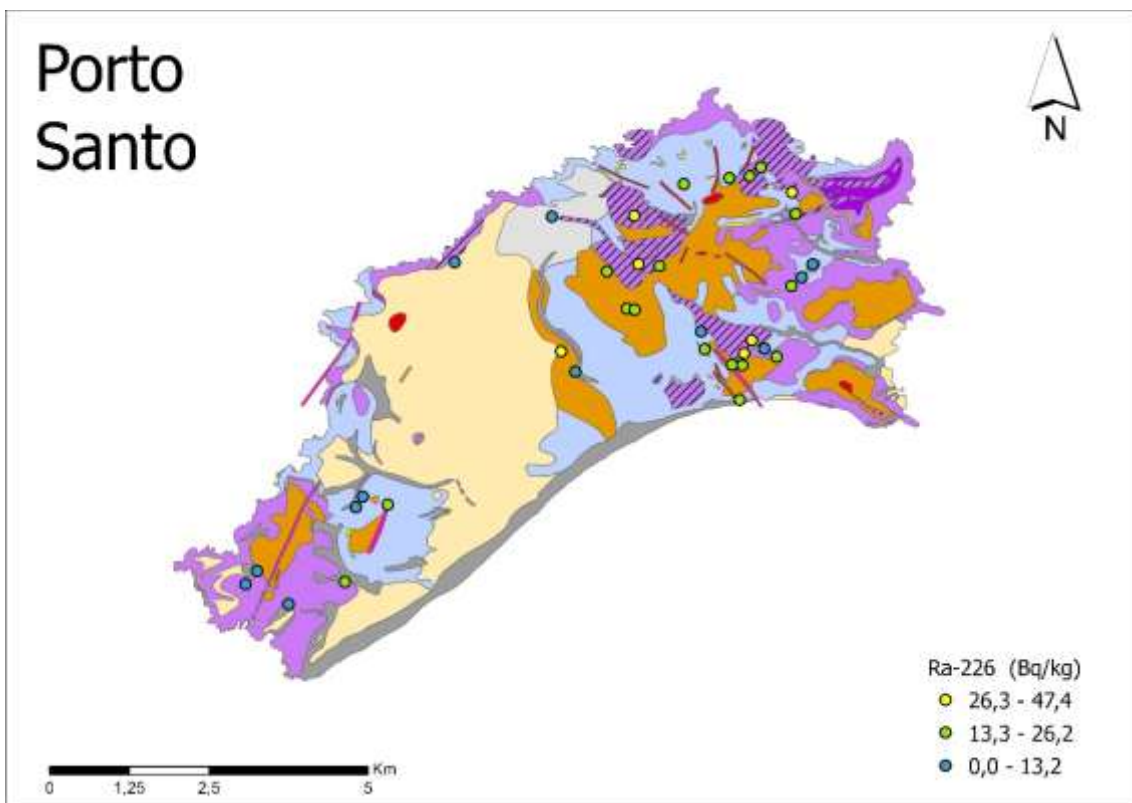 Porto
Santo
N
Ra-226 (Bq/kg)
26,3 - 47,4
13,3 - 26,2
0,0 - 13,2
Km
0 1,25 2,5 5